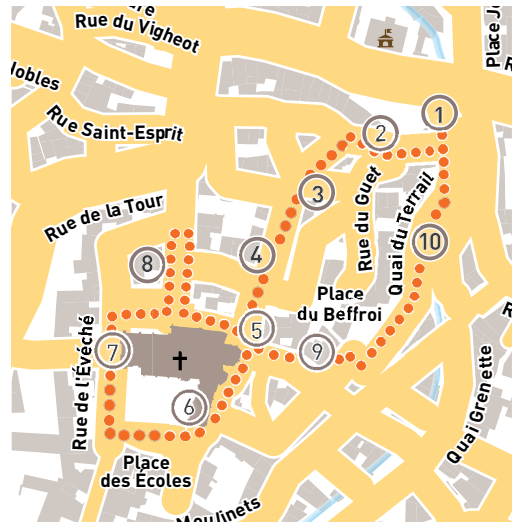 Rue du Vigheot
Nobles
Place
Rue Saint-Esprit
1
2
3
Rue du Guet
Quai du Terrail
Rue de la Tour
4
10
8
Place
du Beffroi
5
9
7
Rue de l'Évéché
6
Quai Grenette
Place
des Écoles
Moulinets